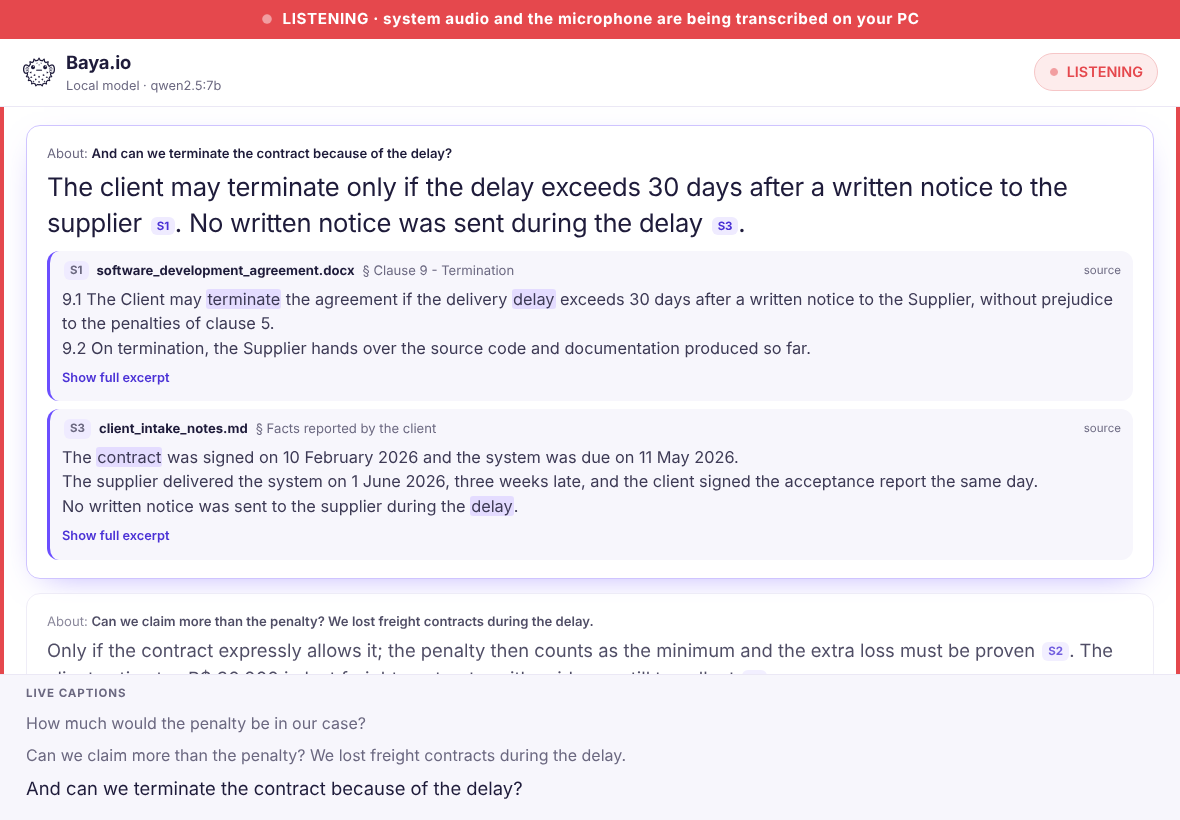 LISTENING · system audio and the microphone are being transcribed on your PC
Baya.io
Local model · qwen2.5:7b
LISTENING
About: And can we terminate the contract because of the delay?
The client may terminate only if the delay exceeds 30 days after a written notice to the
supplier S1. No written notice was sent during the delay S3.
S1 software_development_agreement.docx § Clause 9 - Termination source
9.1 The Client may terminate the agreement if the delivery delay exceeds 30 days after a written notice to the Supplier, without prejudice
to the penalties of clause 5.
9.2 On termination, the Supplier hands over the source code and documentation produced so far.
Show full excerpt
S3 client_intake_notes.md § Facts reported by the client source
The contract was signed on 10 February 2026 and the system was due on 11 May 2026.
The supplier delivered the system on 1 June 2026, three weeks late, and the client signed the acceptance report the same day.
No written notice was sent to the supplier during the delay.
Show full excerpt
About: Can we claim more than the penalty? We lost freight contracts during the delay.
Only if the contract expressly allows it; the penalty then counts as the minimum and the extra loss must be proven S2. The
LIVE CAPTIONS
How much would the penalty be in our case?
Can we claim more than the penalty? We lost freight contracts during the delay.
And can we terminate the contract because of the delay?